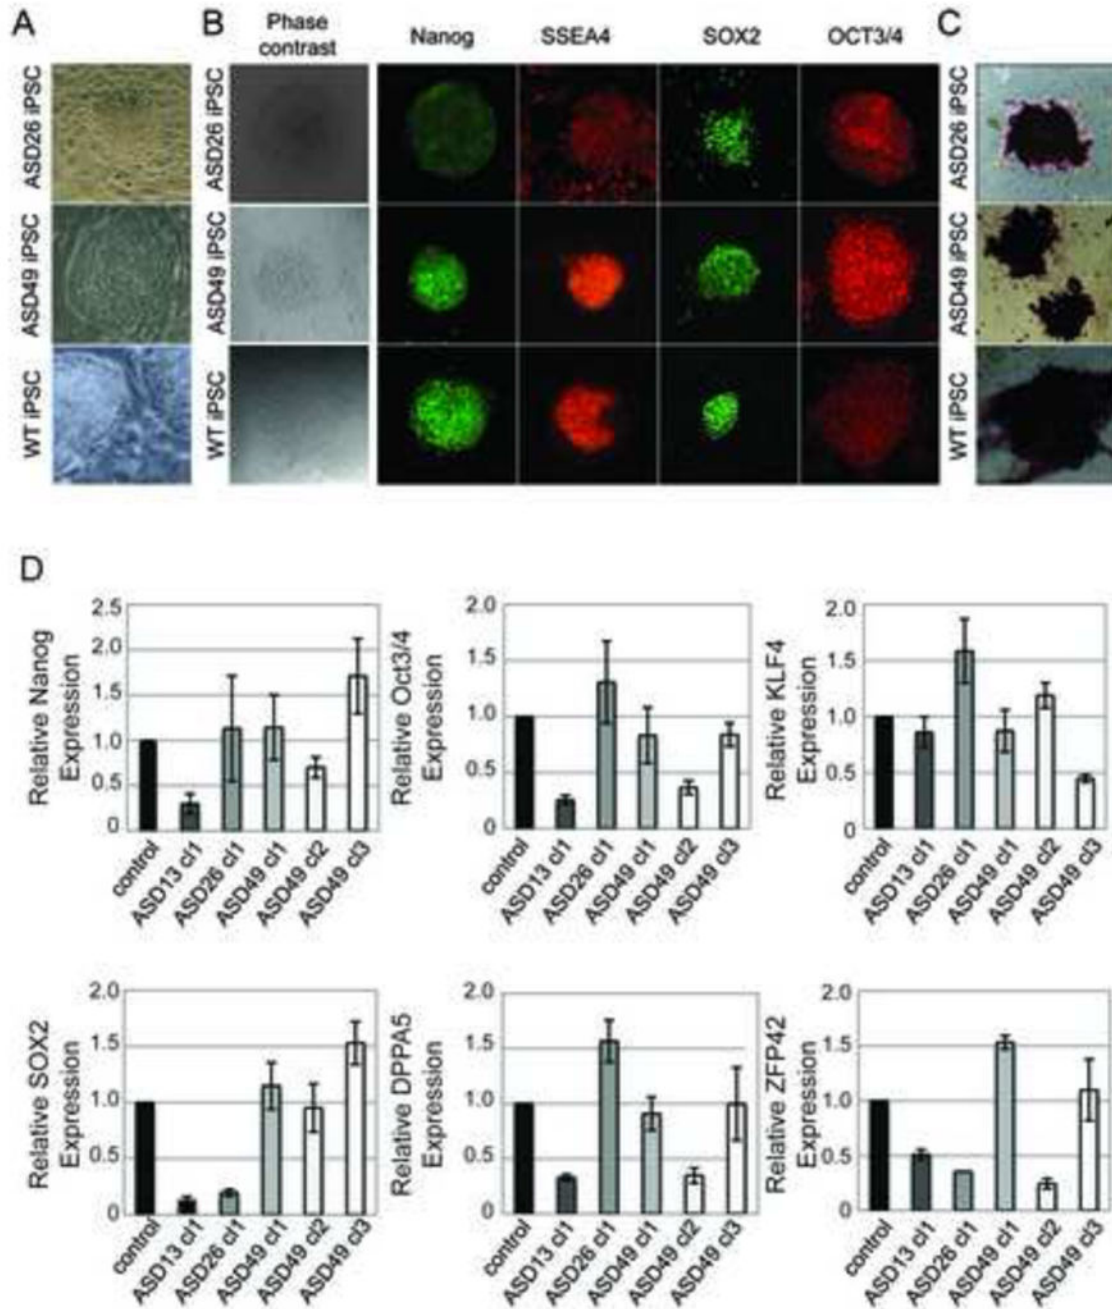 A
B
Phase
contrast
Nanog
SSEA4
SOX2
OCT3/4
C
ASD26 iPSC
ASD26 iPSC
ASD26 iPSC
ASD49 iPSC
ASD49 iPSC
ASD49 iPSC
WT iPSC
WT iPSC
WT iPSC
D
Relative Nanog
Expression
2.5
2.0
1.5
1.0
0.5
0
control
ASD13 cl1
ASD26 cl1
ASD49 cl1
ASD49 cl2
ASD49 cl3
Relative Oct3/4
Expression
2.0
1.5
1.0
0.5
0
control
ASD13 cl1
ASD26 cl1
ASD49 cl1
ASD49 cl2
ASD49 cl3
Relative KLF4
Expression
2.0
1.5
1.0
0.5
0
control
ASD13 cl1
ASD26 cl1
ASD49 cl1
ASD49 cl2
ASD49 cl3
Relative SOX2
Expression
2.0
1.5
1.0
0.5
0
control
ASD13 cl1
ASD26 cl1
ASD49 cl1
ASD49 cl2
ASD49 cl3
Relative DPPA5
Expression
2.0
1.5
1.0
0.5
0
control
ASD13 cl1
ASD26 cl1
ASD49 cl1
ASD49 cl2
ASD49 cl3
Relative ZFP42
Expression
2.0
1.5
1.0
0.5
0
control
ASD13 cl1
ASD26 cl1
ASD49 cl1
ASD49 cl2
ASD49 cl3